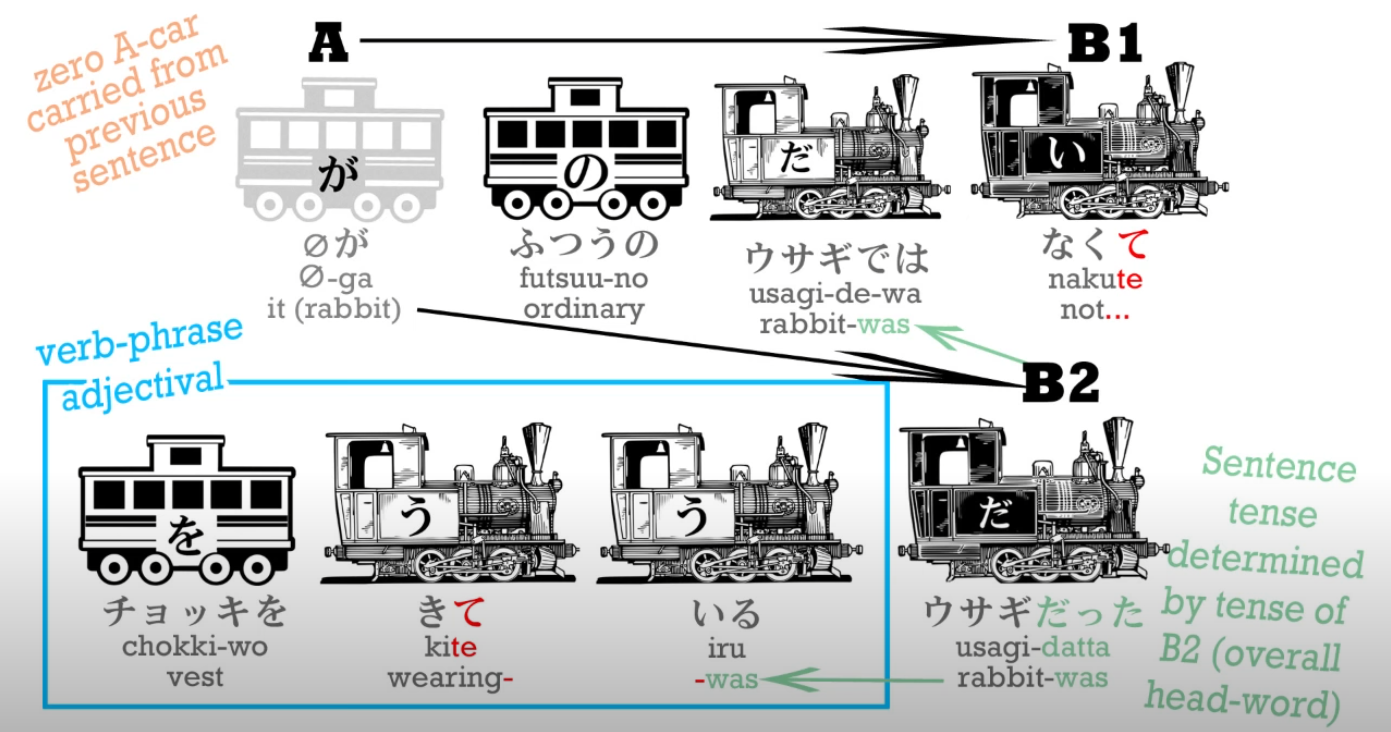 zero A-car
carried from
previous
sentence
A
B1
が
の
だ
い
∅が
ふつうの
ウサギでは
なくて
∅-ga
futsuu-no
usagi-de-wa
nakute
it (rabbit)
ordinary
rabbit-was
not...
verb-phrase
adjectival
B2
を
う
う
だ
チョッキを
きて
いる
ウサギだった
chokki-wo
kite
iru
usagi-datta
vest
wearing-
-was
rabbit-was
Sentence
tense
determined
by tense of
B2 (overall
head-word)